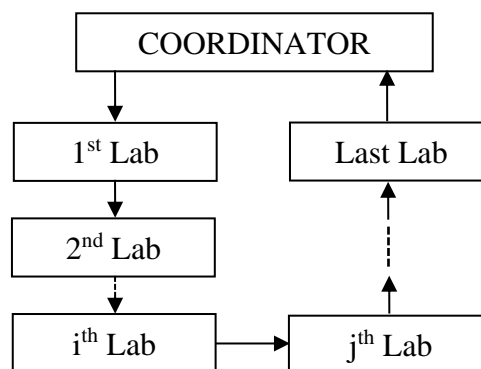 COORDINATOR
1st Lab
Last Lab
2nd Lab
ith Lab
jth Lab